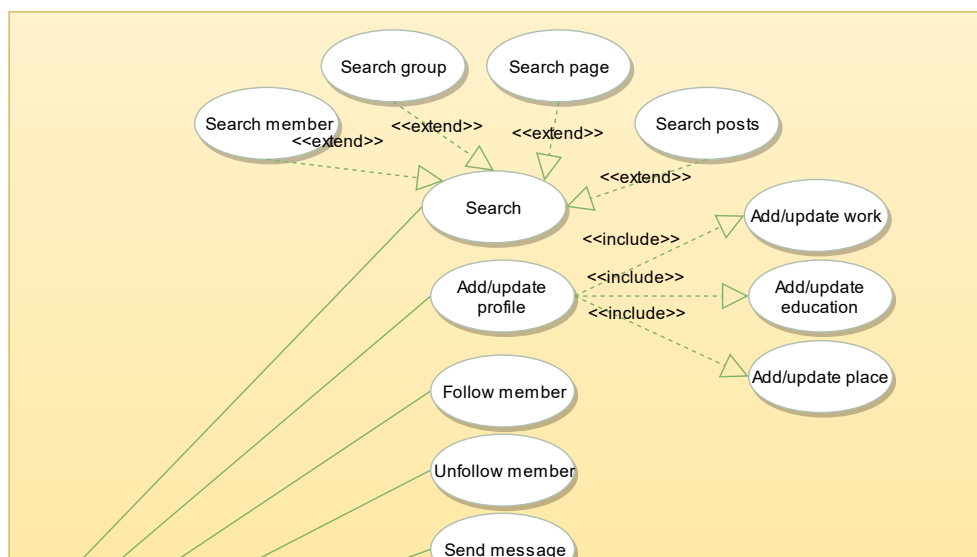 Search group
Search page
Search member
<<extend>>
<<extend>>
<<extend>>
Search posts
<<extend>>
Search
Add/update work
<<include>>
<<include>>
<<include>>
Add/update
profile
Add/update
education
Add/update place
Follow member
Unfollow member
Send message